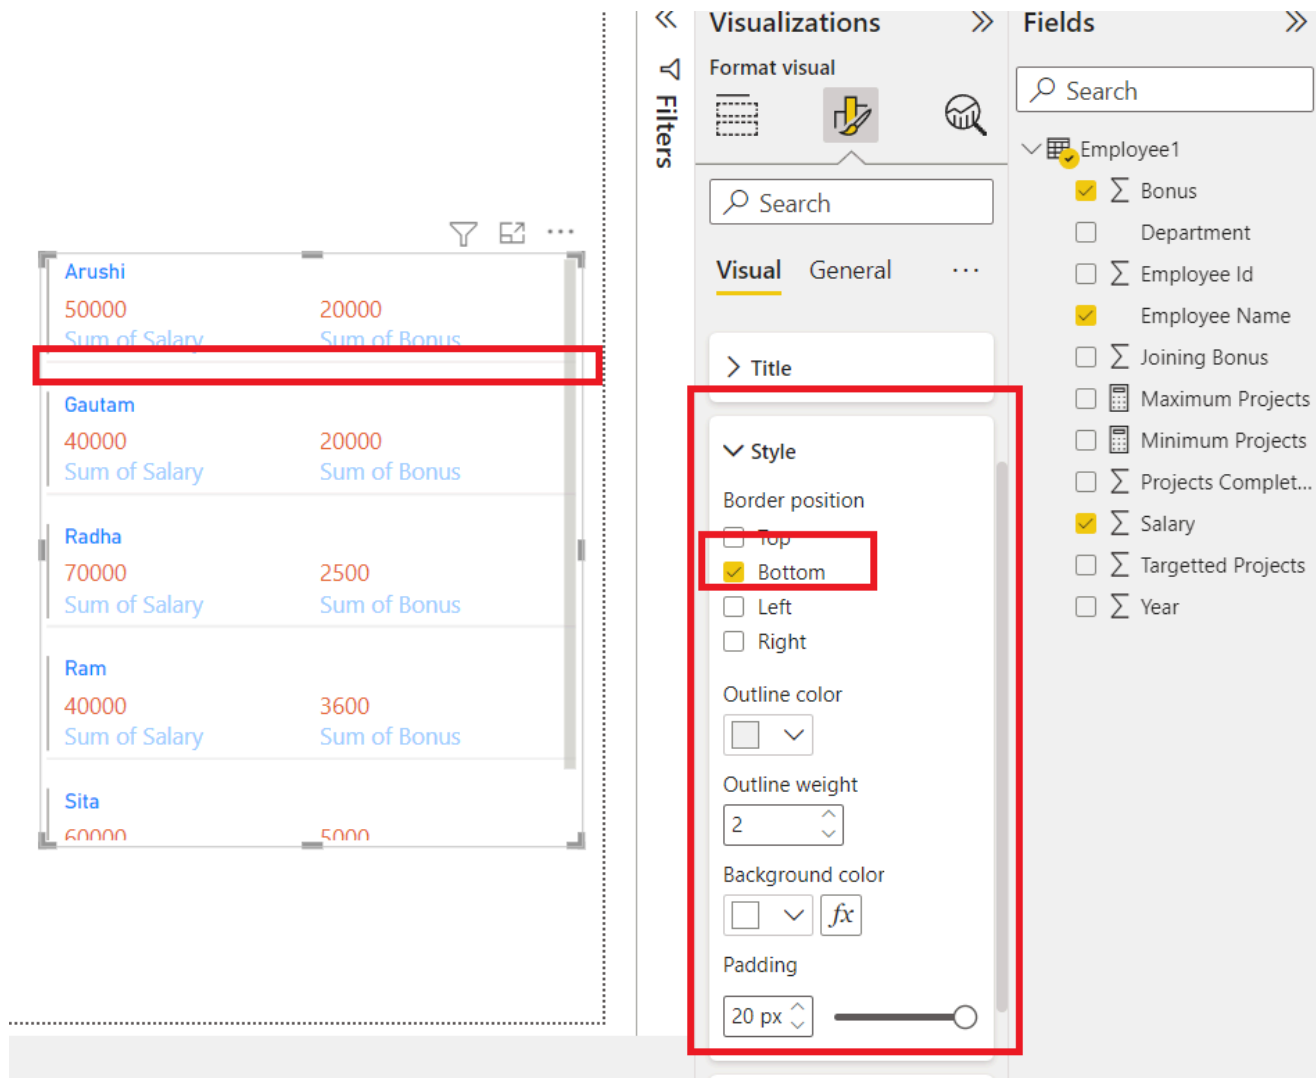 Visualizations
Fields
Format visual
Filters
Search
Search
Visual
General
...
Title
Style
Border position
Top
Bottom
Left
Right
Outline color
Outline weight
2
Background color
fx
Padding
20 px
Employee1
Σ Bonus
Department
Σ Employee Id
Employee Name
Σ Joining Bonus
Maximum Projects
Minimum Projects
Σ Projects Complet...
Σ Salary
Σ Targetted Projects
Σ Year
...
Arushi
50000 20000
Sum of Salary Sum of Bonus
Gautam
40000 20000
Sum of Salary Sum of Bonus
Radha
70000 2500
Sum of Salary Sum of Bonus
Ram
40000 3600
Sum of Salary Sum of Bonus
Sita
60000 5000